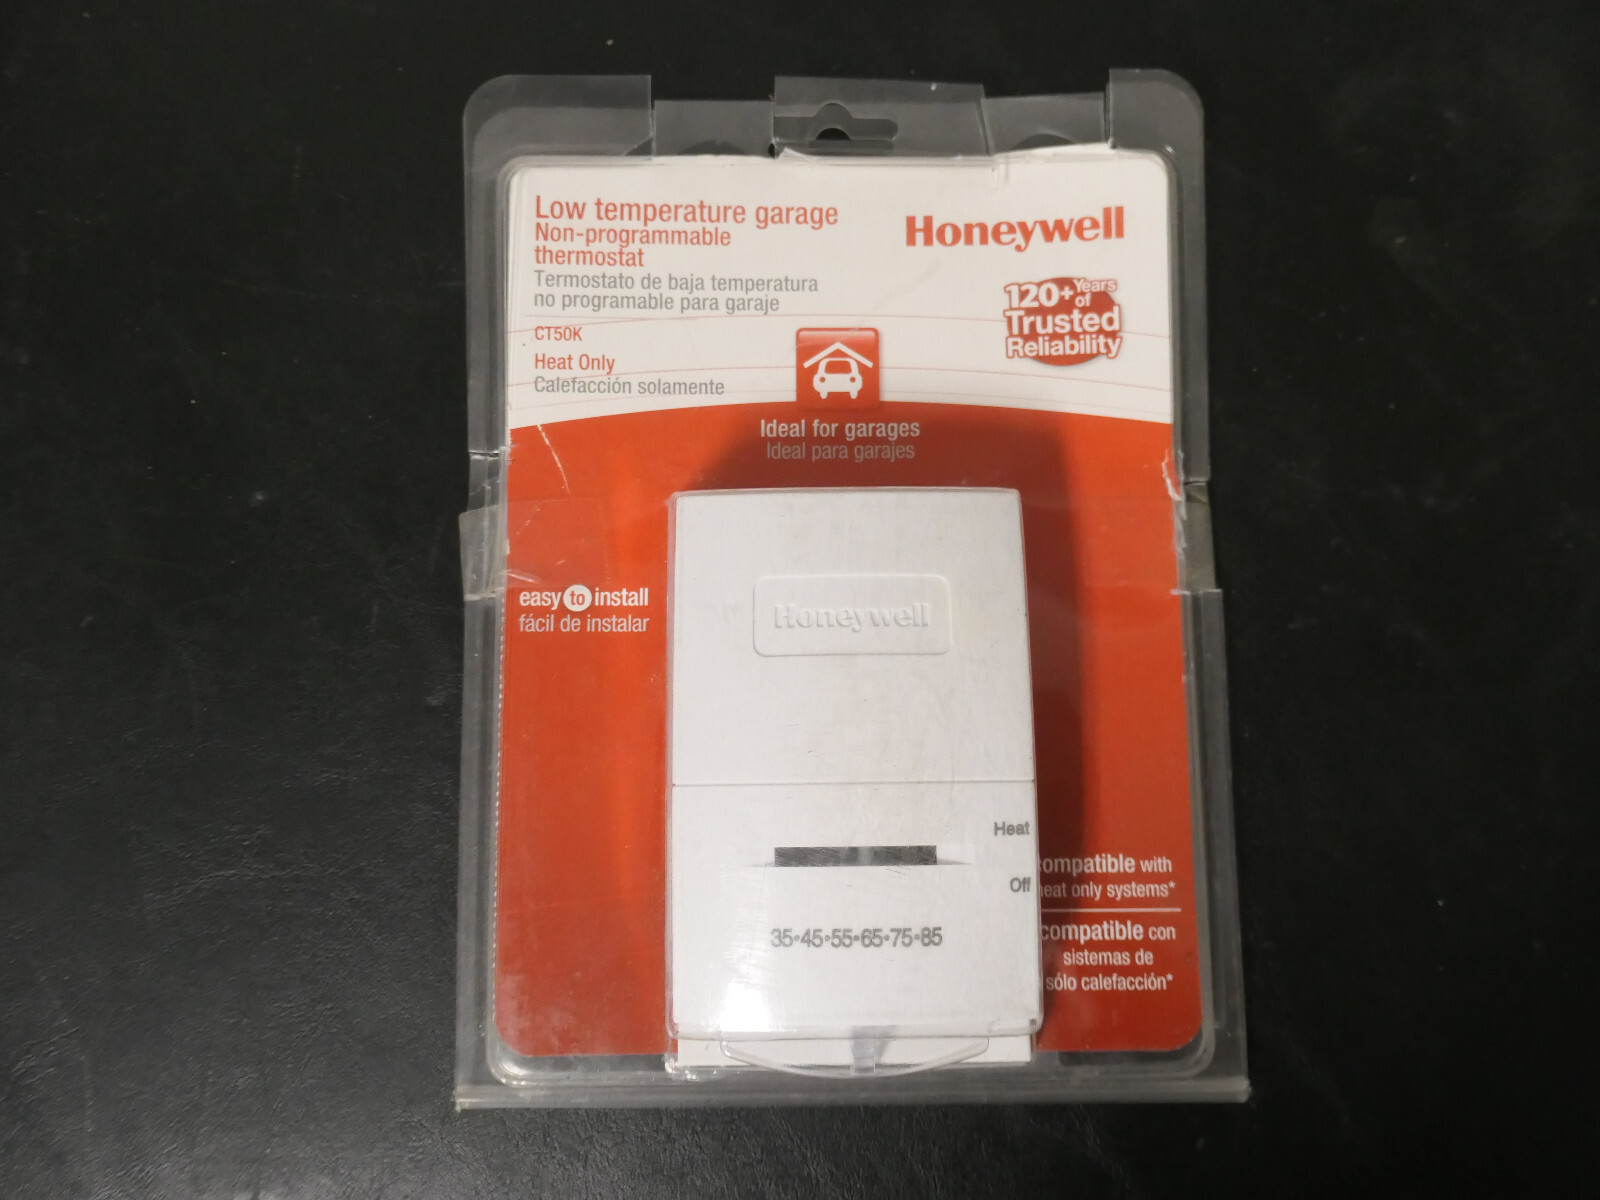 Low temperature garage
Non-programmable
thermostat
Termostato de baja temperatura
no programable para garaje
CT50K
Heat Only
Calefacción solamente
Honeywell
120+ Years
of
Trusted
Reliability
Ideal for garages
Ideal para garajes
easy to install
fácil de instalar
Honeywell
Heat
Off
35•45•55•65•75•85
compatible with
heat only systems*
compatible con
sistemas de
sólo calefacción*